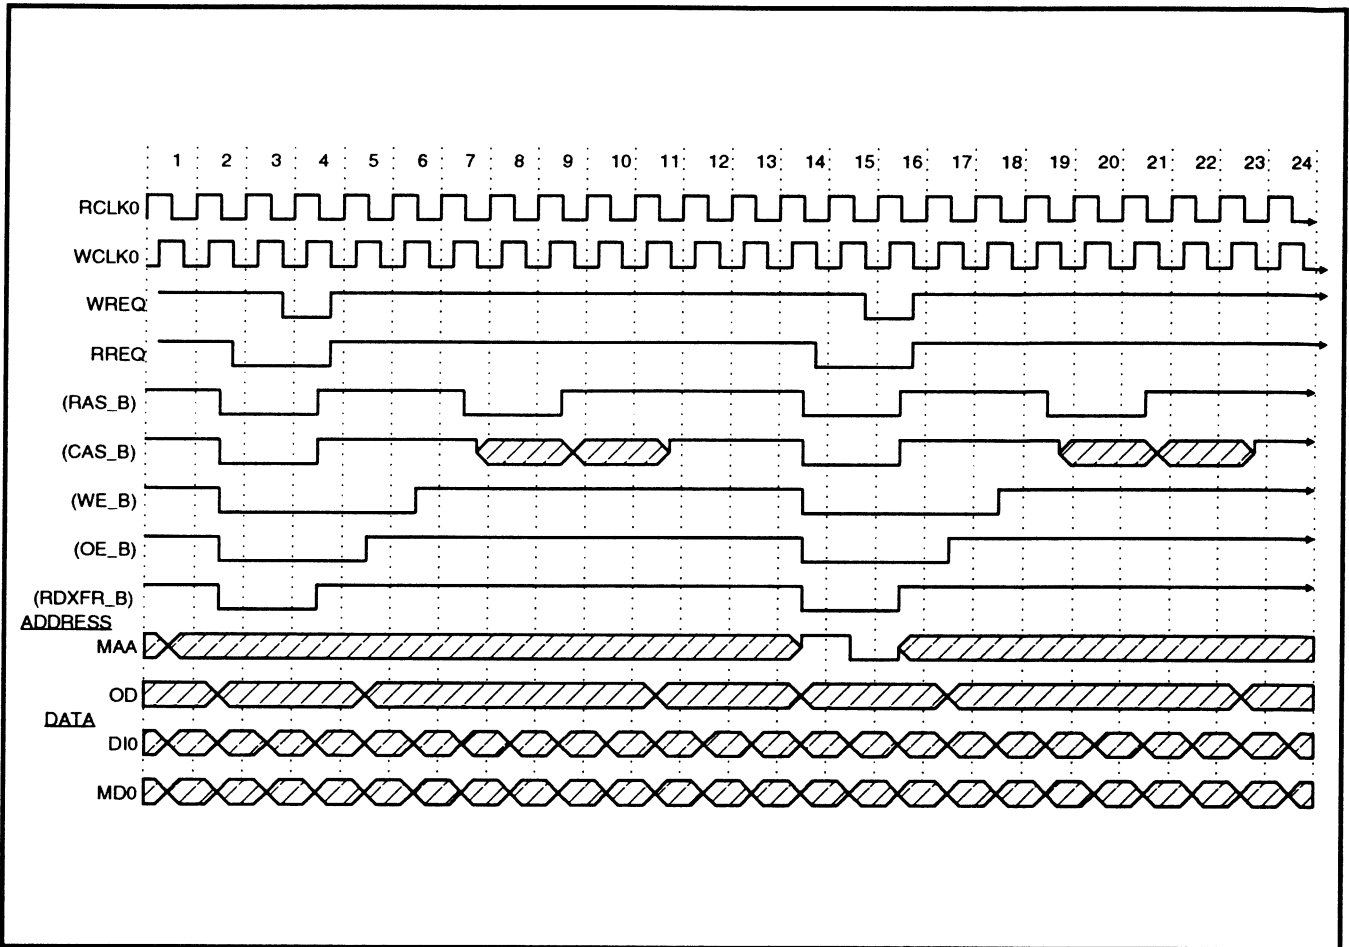 1 2 3 4 5 6 7 8 9 10 11 12 13 14 15 16 17 18 19 20 21 22 23 24
RCLK0
WCLK0
WREQ
RREQ
(RAS_B)
(CAS_B)
(WE_B)
(OE_B)
(RDXFR_B)
ADDRESS
MAA
OD
DATA
DI0
MD0